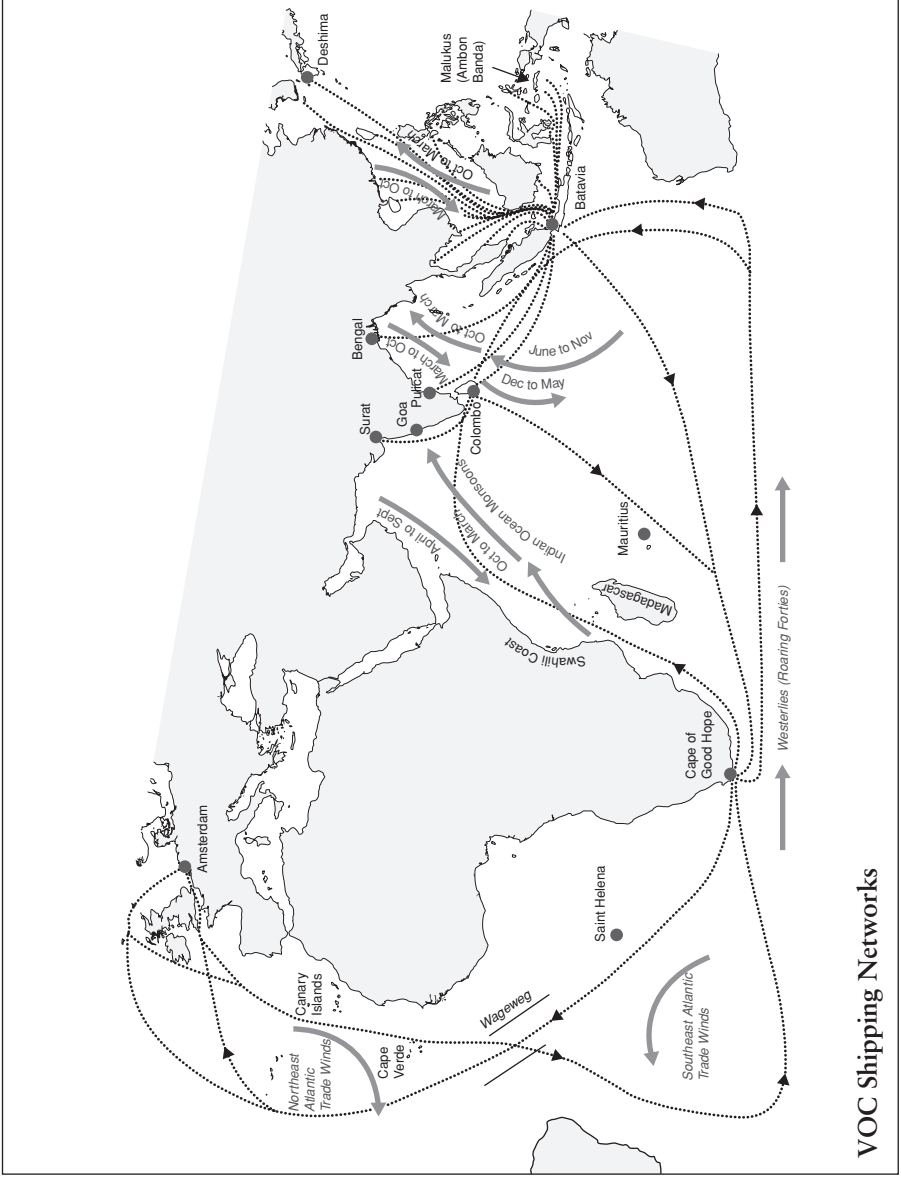 VOC Shipping Networks
Amsterdam
Canary
Islands
Northeast
Atlantic
Trade Winds
Cape
Verde
Wageweg
Saint Helena
Southeast Atlantic
Trade Winds
Cape of
Good Hope
Westerlies (Roaring Forties)
Swahili Coast
Madagascar
Mauritius
April to Sept
Oct to March
Indian Ocean Monsoons
Surat
Goa
Pulicat
Colombo
Bengal
March to Oct
Oct to March
Dec to May
June to Nov
Batavia
March to Oct
Oct to March
Malukus
(Ambon
Banda)
Deshima